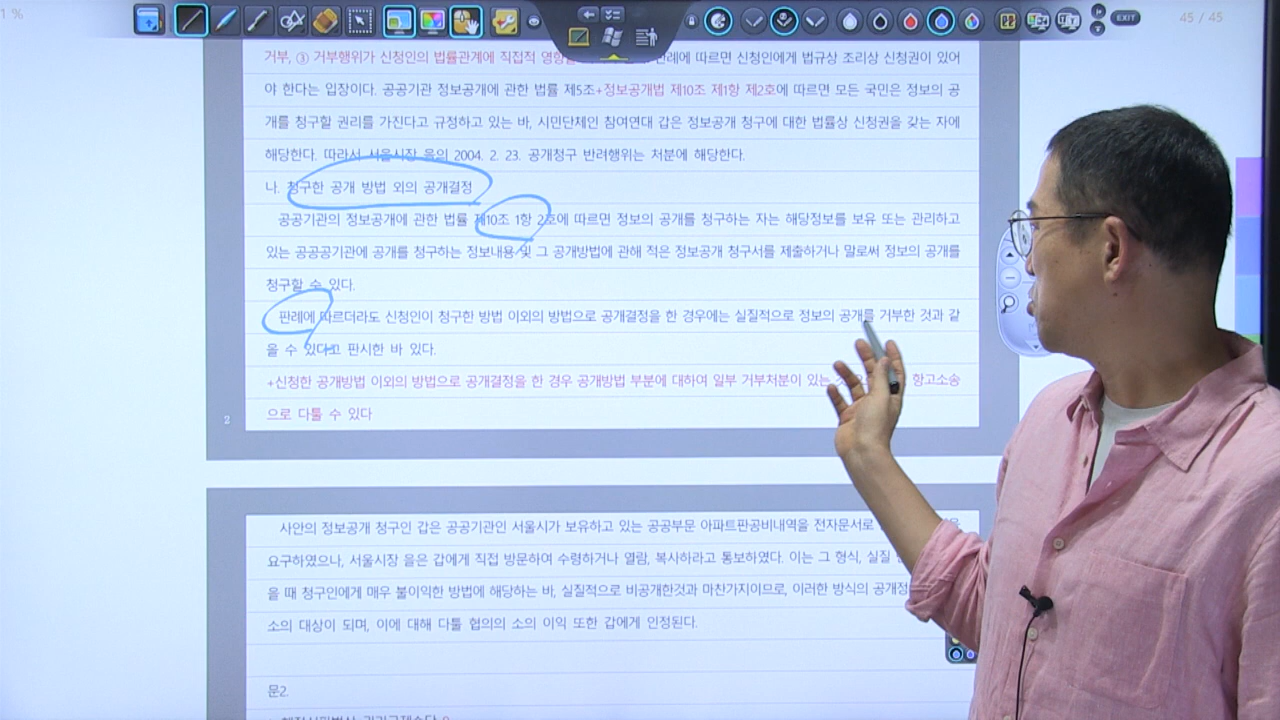 1 %
45 / 45
EXIT
거부, ③ 거부행위가 신청인의 법률관계에 직접적 영향을 판례에 따르면 신청인에게 법규상 조리상 신청권이 있어
야 한다는 입장이다. 공공기관 정보공개에 관한 법률 제5조+정보공개법 제10조 제1항 제2호에 따르면 모든 국민은 정보의 공
개를 청구할 권리를 가진다고 규정하고 있는 바, 시민단체인 참여연대 갑은 정보공개 청구에 대한 법률상 신청권을 갖는 자에
해당한다. 따라서 서울시장 을의 2004. 2. 23. 공개청구 반려행위는 처분에 해당한다.
나. 청구한 공개 방법 외의 공개결정
공공기관의 정보공개에 관한 법률 제10조 1항 2호에 따르면 정보의 공개를 청구하는 자는 해당정보를 보유 또는 관리하고
있는 공공공기관에 공개를 청구하는 정보내용 및 그 공개방법에 관해 적은 정보공개 청구서를 제출하거나 말로써 정보의 공개를
청구할 수 있다.
판례에 따르더라도 신청인이 청구한 방법 이외의 방법으로 공개결정을 한 경우에는 실질적으로 정보의 공개를 거부한 것과 같
을 수 있다고 판시한 바 있다.
+신청한 공개방법 이외의 방법으로 공개결정을 한 경우 공개방법 부분에 대하여 일부 거부처분이 있는 항고소송
으로 다툴 수 있다
2
사안의 정보공개 청구인 갑은 공공기관인 서울시가 보유하고 있는 공공부문 아파트판공비내역을 전자문서로
요구하였으나, 서울시장 을은 갑에게 직접 방문하여 수령하거나 열람, 복사하라고 통보하였다. 이는 그 형식, 실질
을 때 청구인에게 매우 불이익한 방법에 해당하는 바, 실질적으로 비공개한것과 마찬가지이므로, 이러한 방식의 공개
소의 대상이 되며, 이에 대해 다툴 협의의 소의 이익 또한 갑에게 인정된다.
문2.